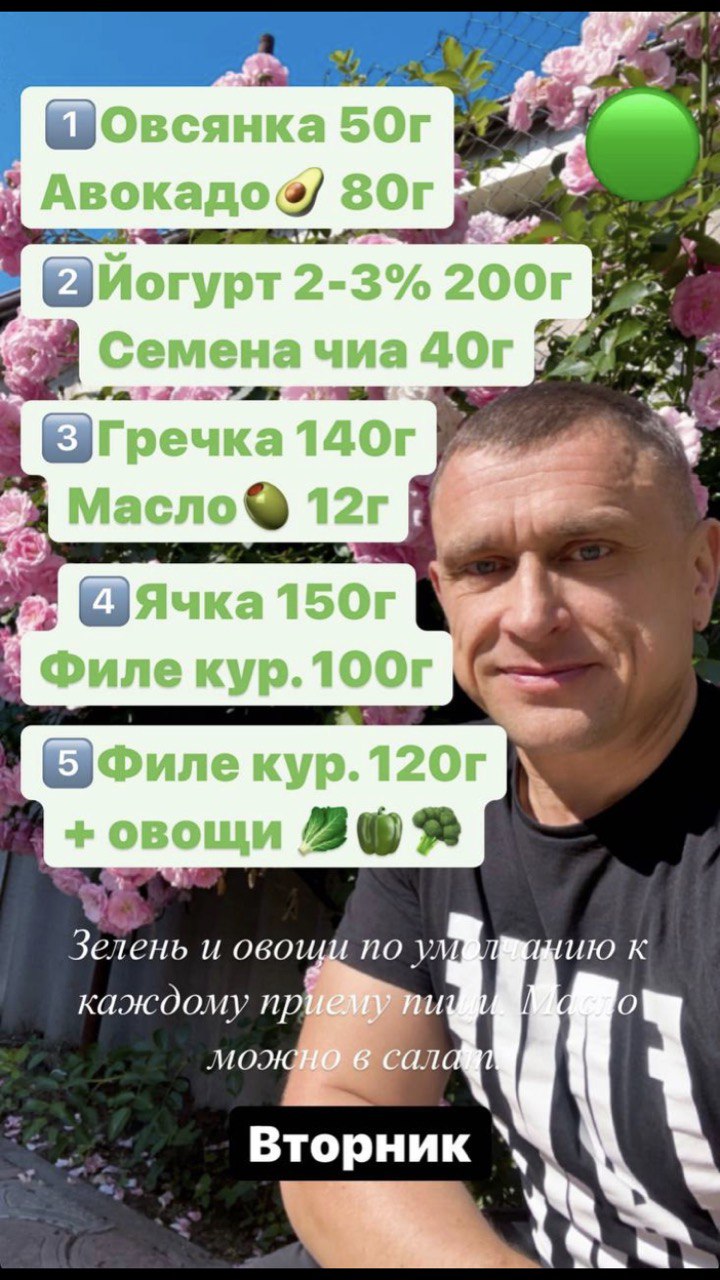 1️⃣Овсянка 50г
Авокадо🥑 80г
2️⃣Йогурт 2-3% 200г
Семена чиа 40г
3️⃣Гречка 140г
Масло🫒 12г
4️⃣Ячка 150г
Филе кур. 100г
5️⃣Филе кур. 120г
+ овощи 🥬🫑🥦
Зелень и овощи по умолчанию к
каждому приему пищи. Масло
можно в салат.
Вторник